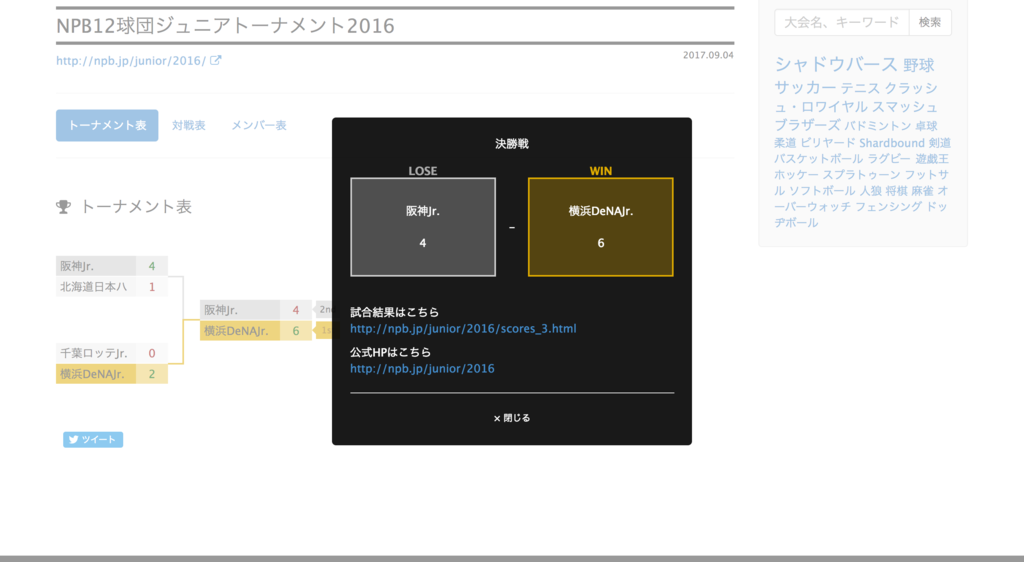 NPB12球団ジュニアトーナメント2016
http://npb.jp/junior/2016/
2017.09.04
トーナメント表 対戦表 メンバー表
トーナメント表
阪神Jr. 4
北海道日本ハ 1
千葉ロッテJr. 0
横浜DeNAJr. 2
阪神Jr. 4 2nd
横浜DeNAJr. 6 1s
ツイート
決勝戦
LOSE WIN
阪神Jr. - 横浜DeNAJr.
4 6
試合結果はこちら
http://npb.jp/junior/2016/scores_3.html
公式HPはこちら
http://npb.jp/junior/2016
× 閉じる
大会名、キーワード 検索
シャドウバース 野球
サッカー テニス クラッシ
ュ・ロワイヤル スマッシュ
ブラザーズ バドミントン 卓球
柔道 ビリヤード Shardbound 剣道
バスケットボール ラグビー 遊戯王
ホッケー スプラトゥーン フットサ
ル ソフトボール 人狼 将棋 麻雀 オ
ーバーウォッチ フェンシング ドッ
ヂボール